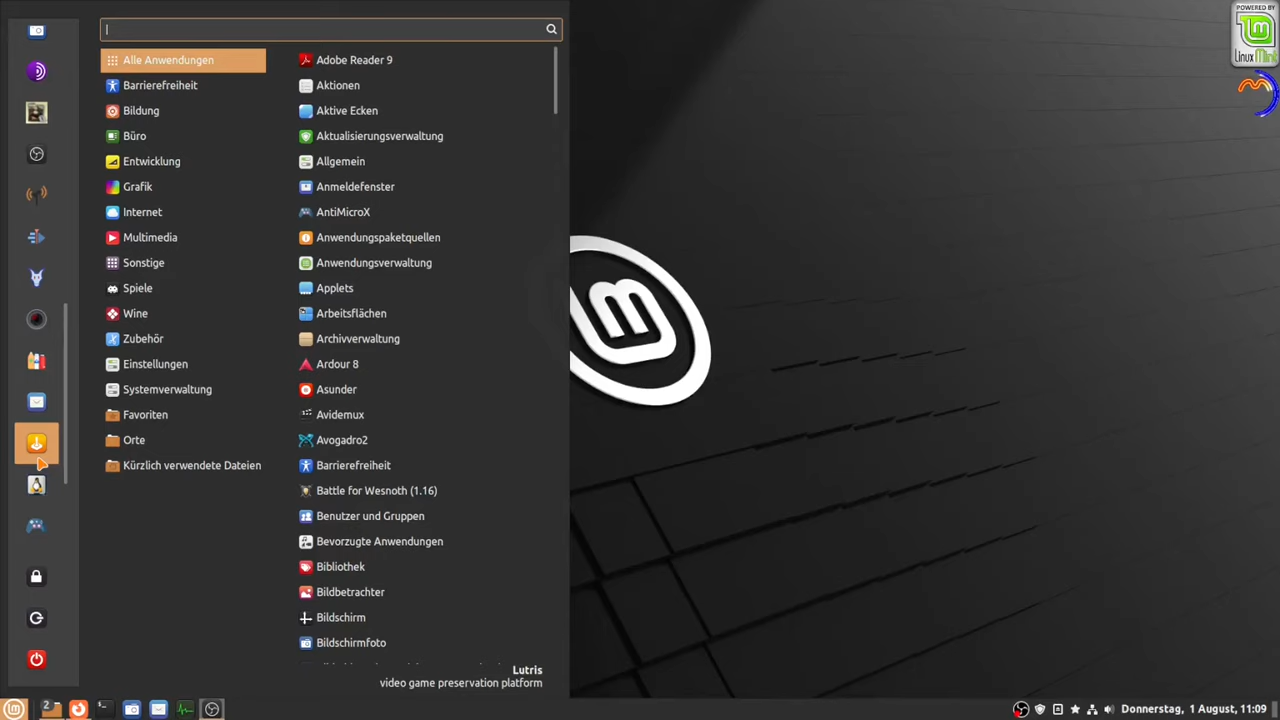 Alle Anwendungen
Barrierefreiheit
Bildung
Büro
Entwicklung
Grafik
Internet
Multimedia
Sonstige
Spiele
Wine
Zubehör
Einstellungen
Systemverwaltung
Favoriten
Orte
Kürzlich verwendete Dateien
Adobe Reader 9
Aktionen
Aktive Ecken
Aktualisierungsverwaltung
Allgemein
Anmeldefenster
AntiMicroX
Anwendungspaketquellen
Anwendungsverwaltung
Applets
Arbeitsflächen
Archivverwaltung
Ardour 8
Asunder
Avidemux
Avogadro2
Barrierefreiheit
Battle for Wesnoth (1.16)
Benutzer und Gruppen
Bevorzugte Anwendungen
Bibliothek
Bildbetrachter
Bildschirm
Bildschirmfoto
Lutris
video game preservation platform
POWERED BY
LinuxMint
2
Donnerstag, 1 August, 11:09